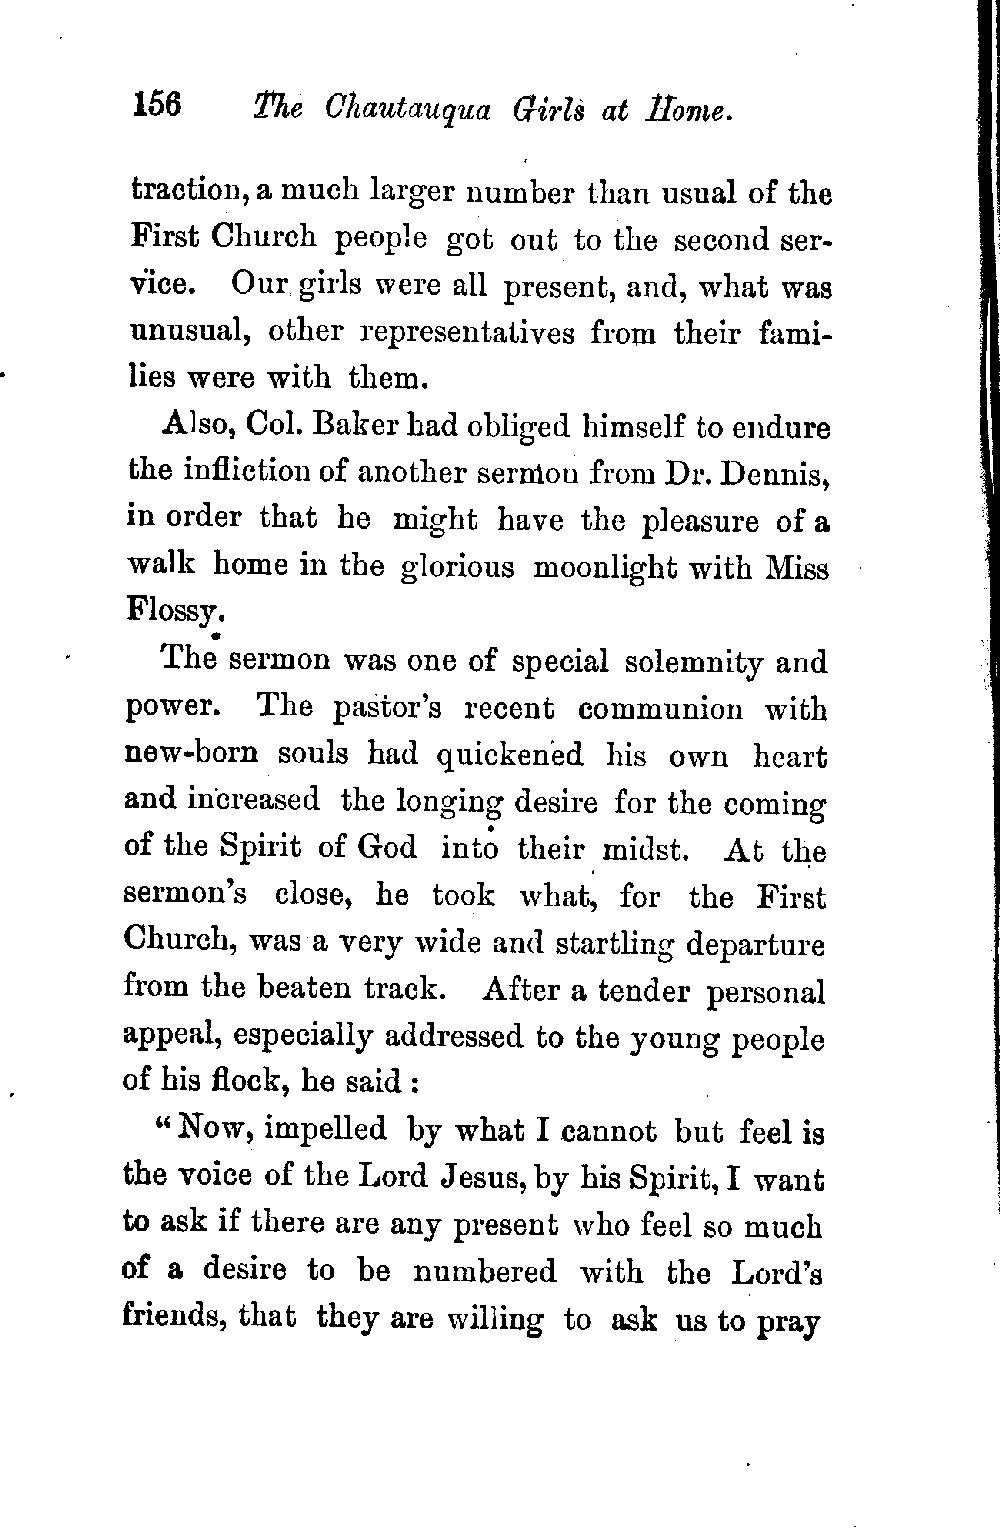 156 The Chautauqua Girls at Home.
traction, a much larger number than usual of the
First Church people got out to the second ser-
vice. Our girls were all present, and, what was
unusual, other representatives from their fami-
lies were with them.
Also, Col. Baker had obliged himself to endure
the infliction of another sermon from Dr. Dennis,
in order that he might have the pleasure of a
walk home in the glorious moonlight with Miss
Flossy.
The sermon was one of special solemnity and
power. The pastor's recent communion with
new-born souls had quickened his own heart
and increased the longing desire for the coming
of the Spirit of God into their midst. At the
sermon's close, he took what, for the First
Church, was a very wide and startling departure
from the beaten track. After a tender personal
appeal, especially addressed to the young people
of his flock, he said :
"Now, impelled by what I cannot but feel is
the voice of the Lord Jesus, by his Spirit, I want
to ask if there are any present who feel so much
of a desire to be numbered with the Lord's
friends, that they are willing to ask us to pray